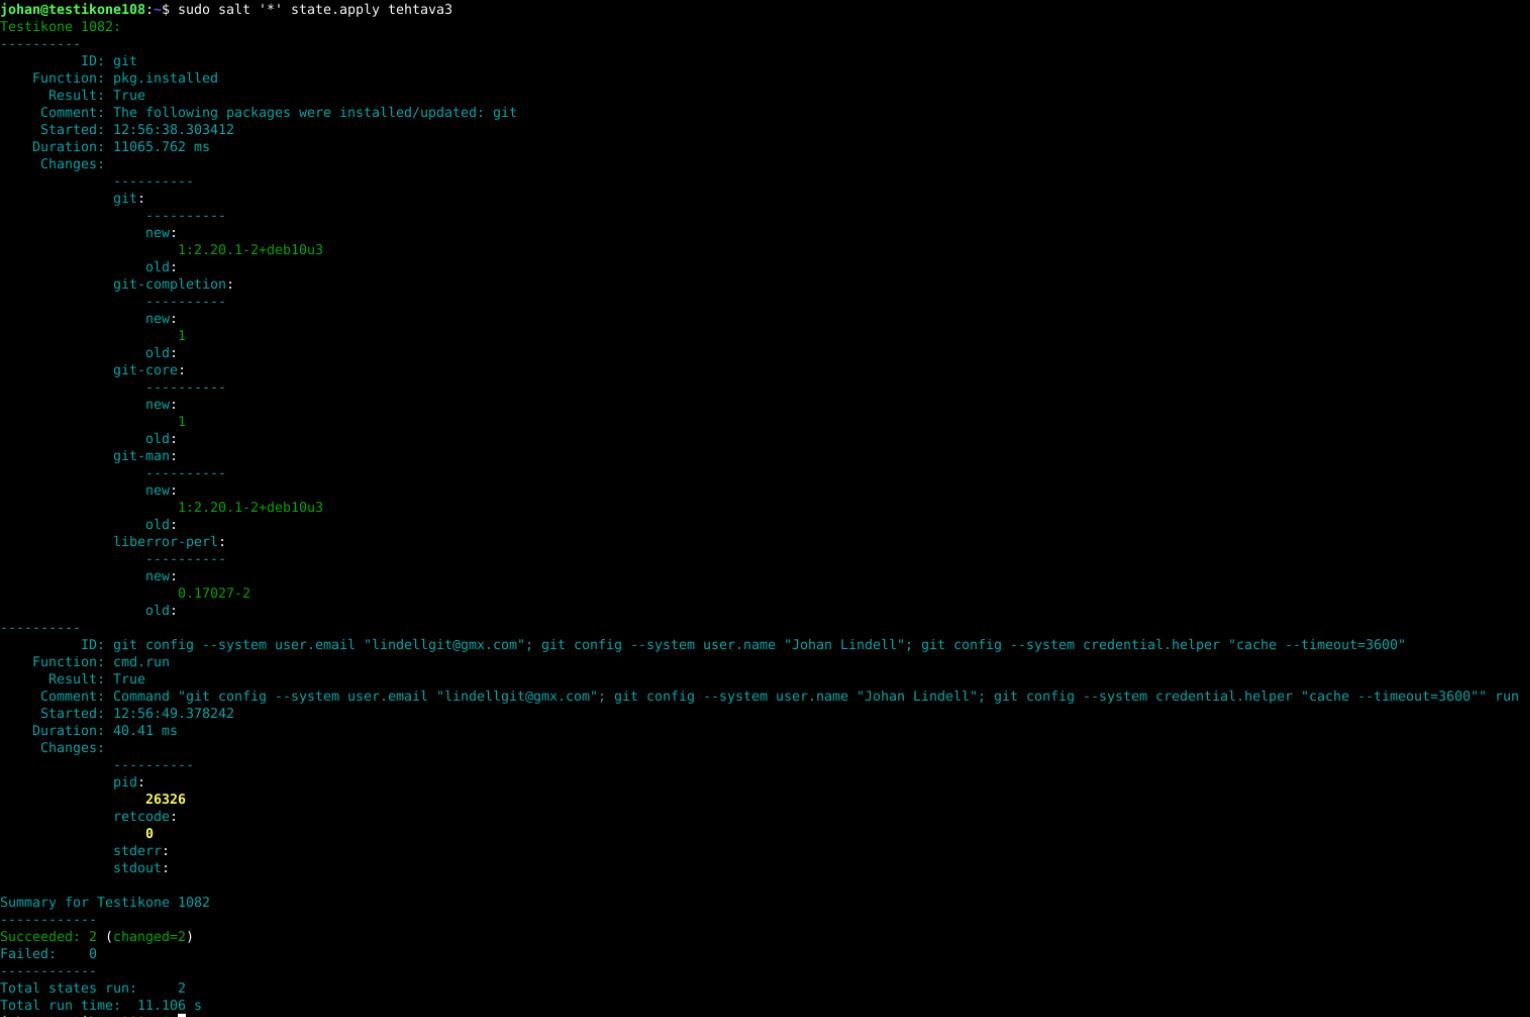 johan@testikone108:~$ sudo salt '*' state.apply tehtava3
Testikone 1082:
----------
          ID: git
    Function: pkg.installed
      Result: True
     Comment: The following packages were installed/updated: git
     Started: 12:56:38.303412
    Duration: 11065.762 ms
     Changes:
              ----------
              git:
                  ----------
                  new:
                      1:2.20.1-2+deb10u3
                  old:
              git-completion:
                  ----------
                  new:
                      1
                  old:
              git-core:
                  ----------
                  new:
                      1
                  old:
              git-man:
                  ----------
                  new:
                      1:2.20.1-2+deb10u3
                  old:
              liberror-perl:
                  ----------
                  new:
                      0.17027-2
                  old:
----------
          ID: git config --system user.email "lindellgit@gmx.com"; git config --system user.name "Johan Lindell"; git config --system credential.helper "cache --timeout=3600"
    Function: cmd.run
      Result: True
     Comment: Command "git config --system user.email "lindellgit@gmx.com"; git config --system user.name "Johan Lindell"; git config --system credential.helper "cache --timeout=3600"" run
     Started: 12:56:49.378242
    Duration: 40.41 ms
     Changes:
              ----------
              pid:
                  26326
              retcode:
                  0
              stderr:
              stdout:

Summary for Testikone 1082
------------
Succeeded: 2 (changed=2)
Failed:    0
------------
Total states run:     2
Total run time:  11.106 s